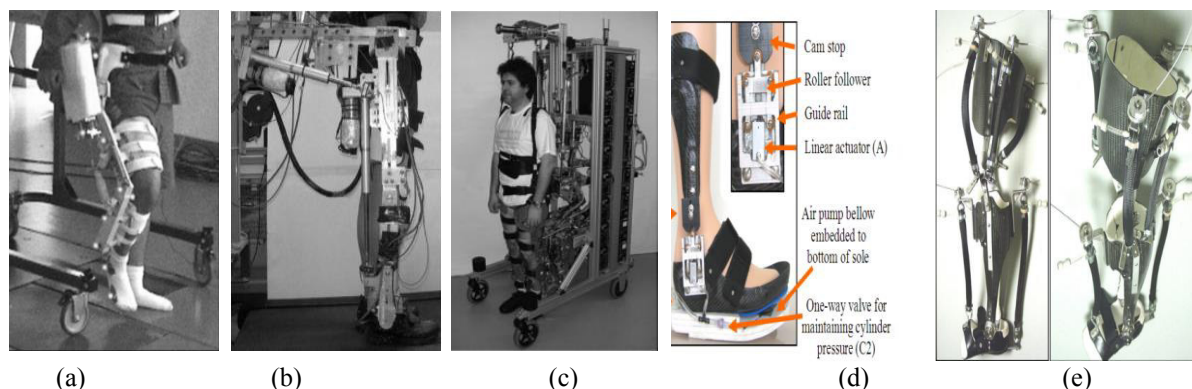 Cam stop
Roller follower
Guide rail
Linear actuator (A)
Air pump bellow
embedded to
bottom of sole
One-way valve for
maintaining cylinder
pressure (C2)
(a) (b) (c) (d) (e)